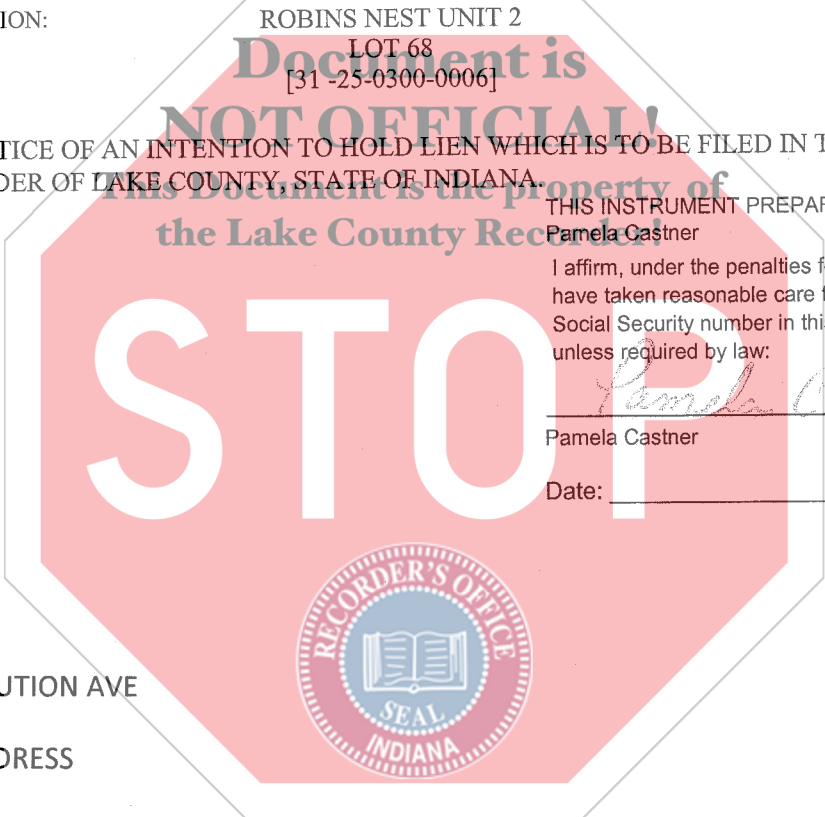 ION: ROBINS NEST UNIT 2
LOT 68
Document is
[31 -25-0300-0006]
NOT OFFICIAL!
TICE OF AN INTENTION TO HOLD LIEN WHICH IS TO BE FILED IN T
DER OF LAKE COUNTY, STATE OF INDIANA.
This Document is the property of
the Lake County Recorder!
THIS INSTRUMENT PREPAR
Pamela Castner
I affirm, under the penalties f
have taken reasonable care t
Social Security number in this
unless required by law:
Pamela C
Pamela Castner
Date:
STOP
RECORDER'S OFFICE
SEAL
INDIANA
UTION AVE
DRESS